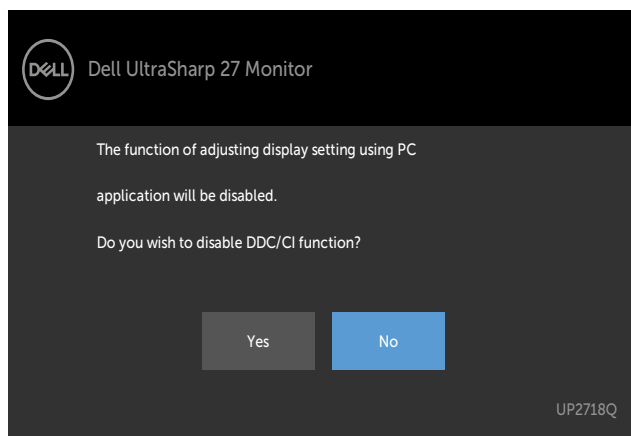 DELL
Dell UltraSharp 27 Monitor
The function of adjusting display setting using PC
application will be disabled.
Do you wish to disable DDC/CI function?
Yes
No
UP2718Q